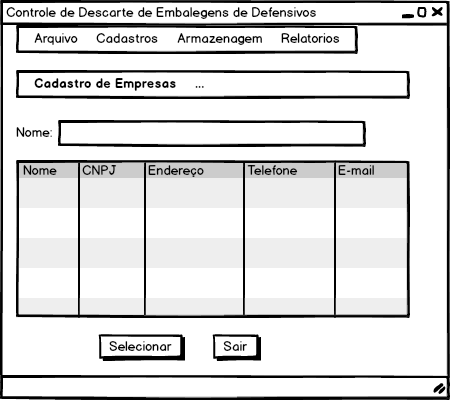 Controle de Descarte de Embalegens de Defensivos
Arquivo Cadastros Armazenagem Relatorios
Cadastro de Empresas ...
Nome:
Nome CNPJ Endereço Telefone E-mail
Selecionar Sair